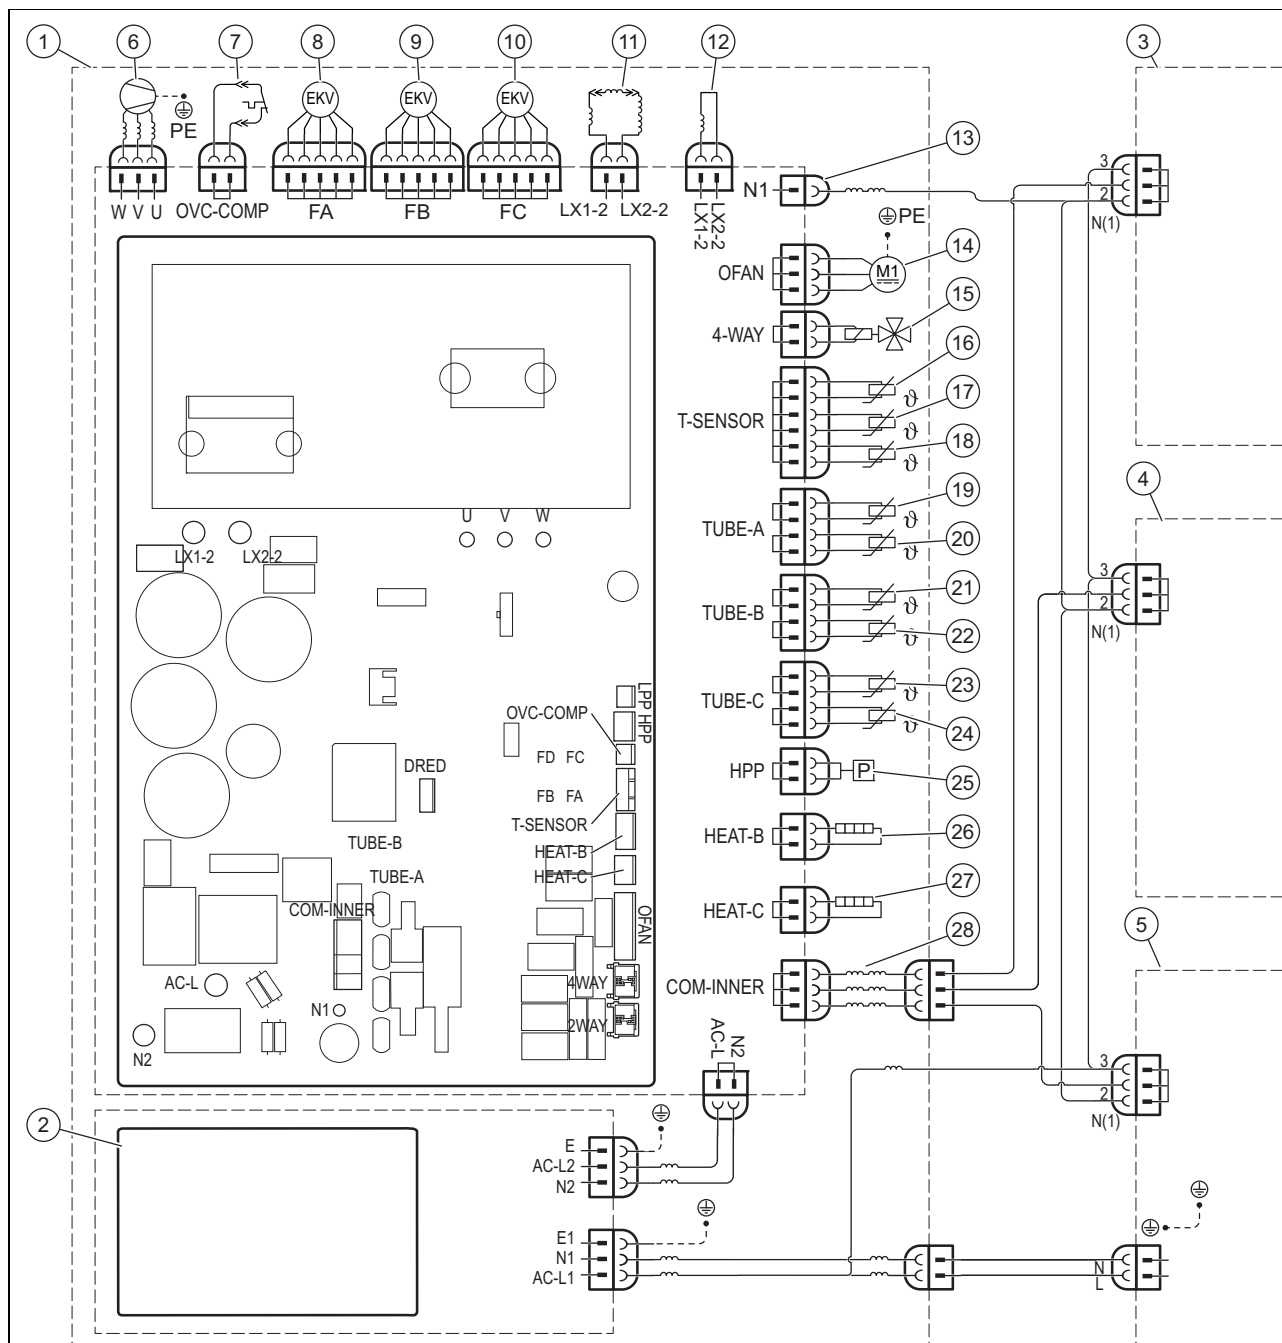 1
6
7
8
9
10
11
12
3
EKV
EKV
EKV
PE
W V U
OVC-COMP
FA
FB
FC
LX1-2
LX2-2
LX1-2
LX2-2
N1
13
3
2
N(1)
PE
OFAN
M1
14
4-WAY
15
T-SENSOR
16
ϑ
17
ϑ
18
ϑ
4
TUBE-A
19
ϑ
20
ϑ
U
V
W
LX1-2
LX2-2
TUBE-B
21
ϑ
22
ϑ
3
2
N(1)
TUBE-C
23
ϑ
24
ϑ
LPP HPP
OVC-COMP
FD FC
DRED
FB FA
T-SENSOR
HPP
P
25
TUBE-B
HEAT-B
HEAT-B
26
TUBE-A
HEAT-C
HEAT-C
27
COM-INNER
OFAN
28
5
AC-L
4WAY
COM-INNER
N1
2WAY
N2
AC-L
N2
3
2
N(1)
2
E
AC-L2
N2
E1
N1
AC-L1
N
L